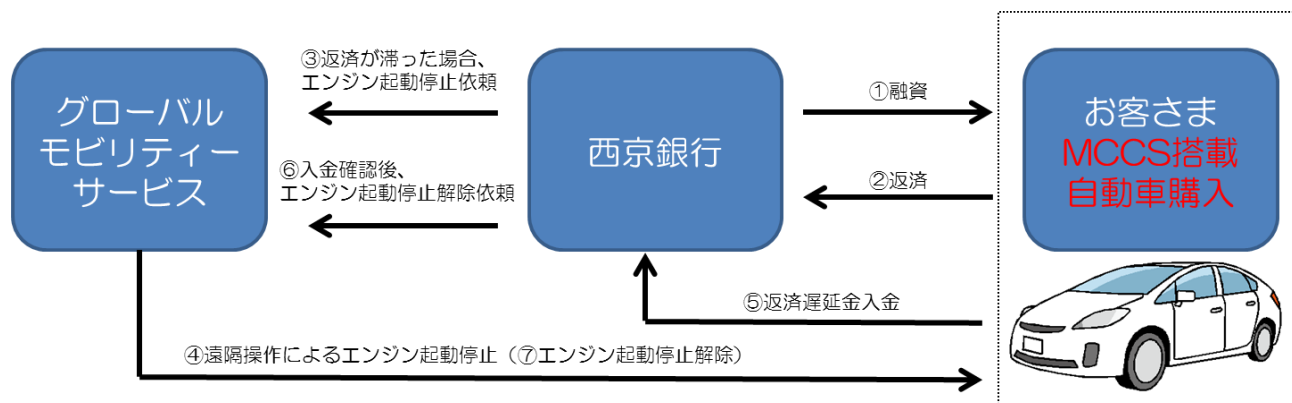 ③返済が滞った場合、
エンジン起動停止依頼
①融資
グローバル
モビリティー
サービス
西京銀行
お客さま
MCCS搭載
自動車購入
⑥入金確認後、
エンジン起動停止解除依頼
②返済
⑤返済遅延金入金
④遠隔操作によるエンジン起動停止（⑦エンジン起動停止解除）